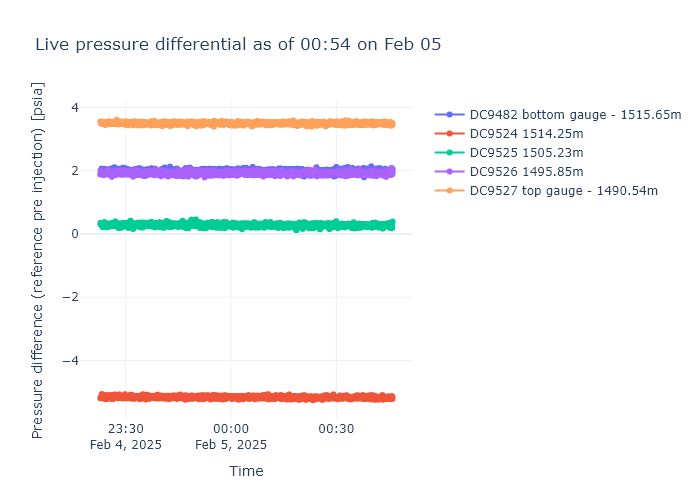 Live pressure differential as of 00:54 on Feb 05
Pressure difference (reference pre injection) [psia]
4
2
0
−2
−4
23:30
Feb 4, 2025
00:00
Feb 5, 2025
00:30
Time
DC9482 bottom gauge - 1515.65m
DC9524 1514.25m
DC9525 1505.23m
DC9526 1495.85m
DC9527 top gauge - 1490.54m